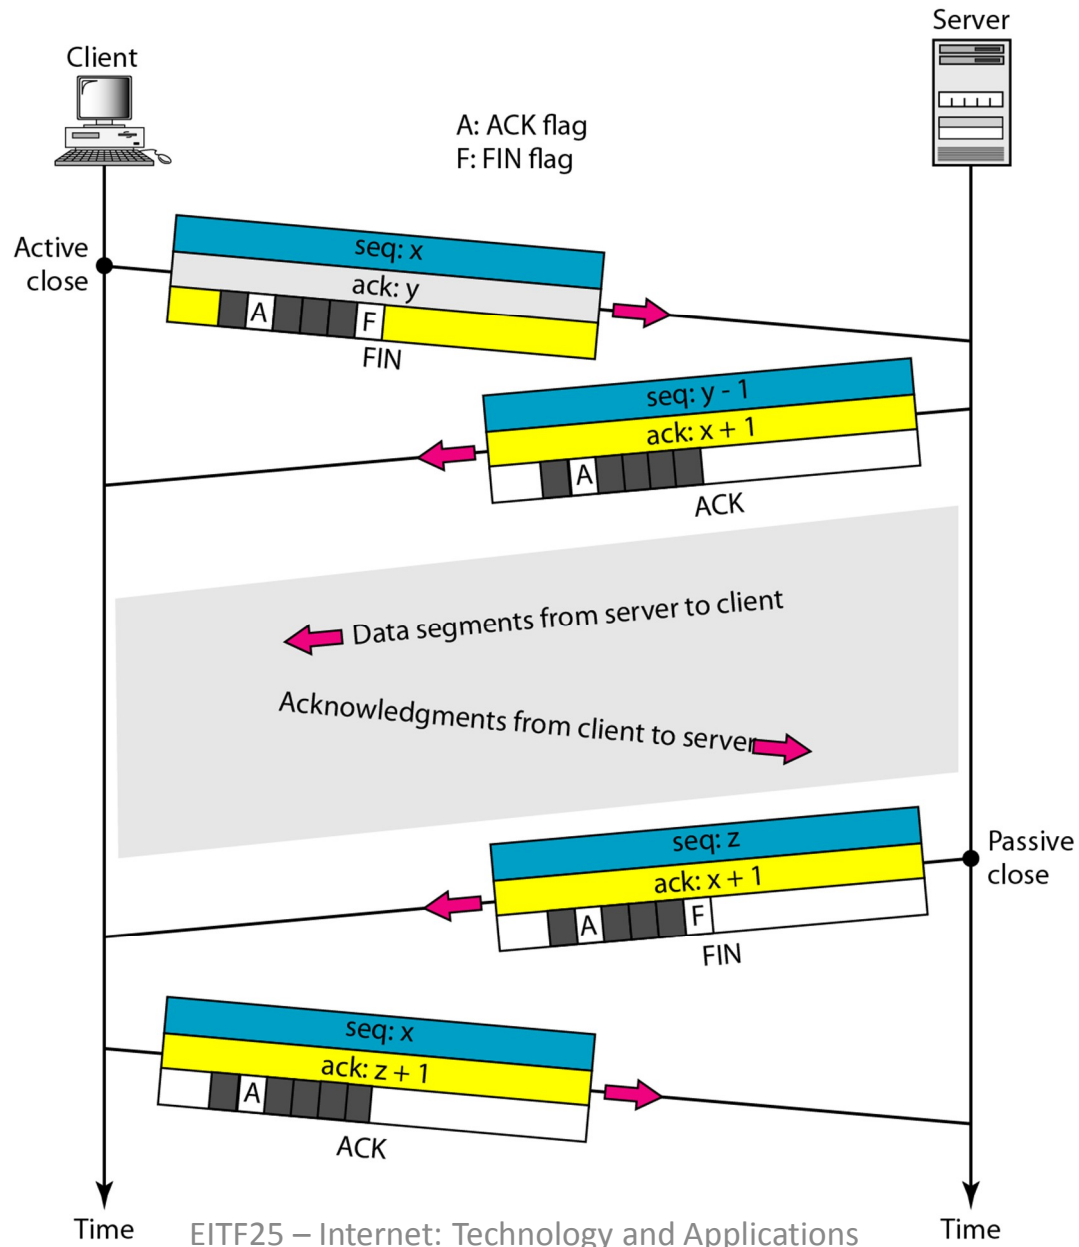 Server
Client
A: ACK flag
F: FIN flag
Active
close
seq: x
ack: y
A F
FIN
seq: y - 1
ack: x + 1
A
ACK
Data segments from server to client
Acknowledgments from client to server
Passive
close
seq: z
ack: x + 1
A F
FIN
seq: x
ack: z + 1
A
ACK
Time
Time
EITF25 – Internet: Technology and Applications